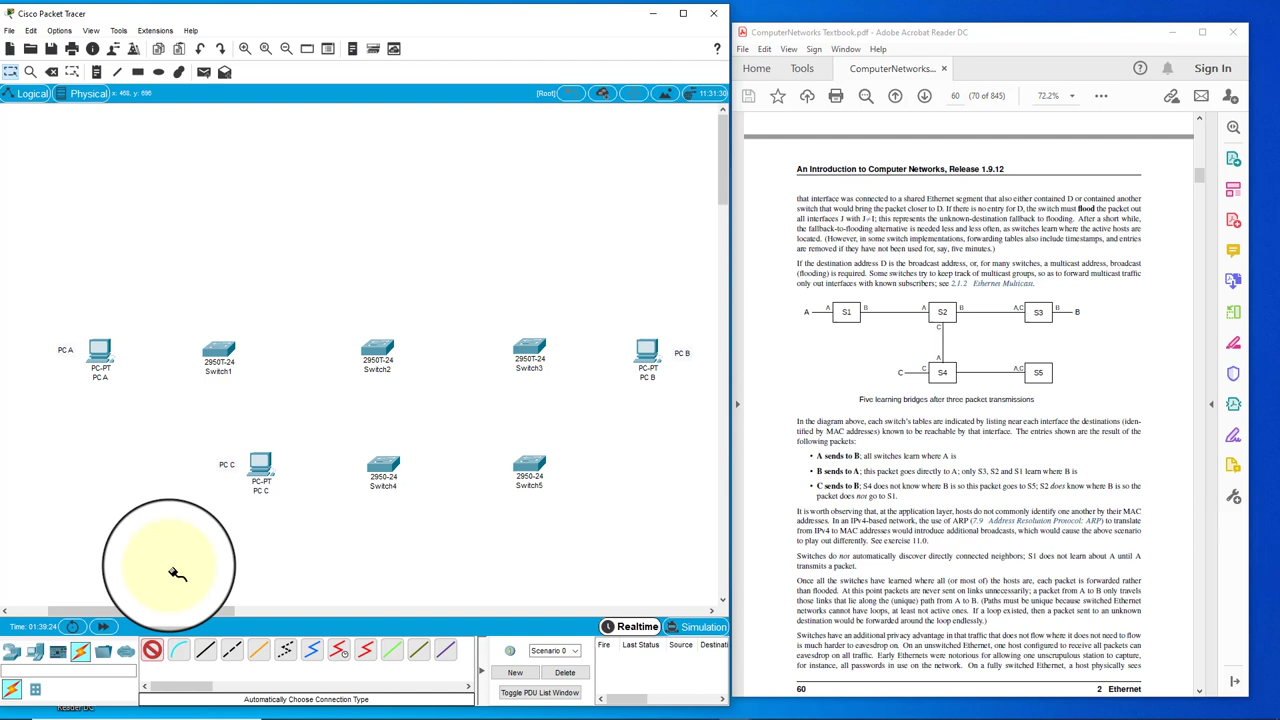 Cisco Packet Tracer
File Edit Options View Tools Extensions Help
Logical Physical x: 469, y: 696 [Root] 11:31:30
PC A PC-PT PC A
2950T-24 Switch1
2950T-24 Switch2
2950T-24 Switch3
PC-PT PC B PC B
PC C PC-PT PC C
2950-24 Switch4
2950-24 Switch5
Time: 01:39:24 Realtime Simulation
Scenario 0
New Delete
Toggle PDU List Window
Fire Last Status Source Destinati
Automatically Choose Connection Type
Reader DC
ComputerNetworks Textbook.pdf - Adobe Acrobat Reader DC
File Edit View Sign Window Help
Home Tools ComputerNetworks... Sign In
60 (70 of 845) 72.2%
An Introduction to Computer Networks, Release 1.9.12
that interface was connected to a shared Ethernet segment that also either contained D or contained another
switch that would bring the packet closer to D. If there is no entry for D, the switch must flood the packet out
all interfaces J with J≠I; this represents the unknown-destination fallback to flooding. After a short while,
the fallback-to-flooding alternative is needed less and less often, as switches learn where the active hosts are
located. (However, in some switch implementations, forwarding tables also include timestamps, and entries
are removed if they have not been used for, say, five minutes.)
If the destination address D is the broadcast address, or, for many switches, a multicast address, broadcast
(flooding) is required. Some switches try to keep track of multicast groups, so as to forward multicast traffic
only out interfaces with known subscribers; see 2.1.2 Ethernet Multicast.
A A S1 B A S2 B A,C S3 B B
C
A
C C S4 A,C S5
Five learning bridges after three packet transmissions
In the diagram above, each switch's tables are indicated by listing near each interface the destinations (iden-
tified by MAC addresses) known to be reachable by that interface. The entries shown are the result of the
following packets:
• A sends to B; all switches learn where A is
• B sends to A; this packet goes directly to A; only S3, S2 and S1 learn where B is
• C sends to B; S4 does not know where B is so this packet goes to S5; S2 does know where B is so the
packet does not go to S1.
It is worth observing that, at the application layer, hosts do not commonly identify one another by their MAC
addresses. In an IPv4-based network, the use of ARP (7.9 Address Resolution Protocol: ARP) to translate
from IPv4 to MAC addresses would introduce additional broadcasts, which would cause the above scenario
to play out differently. See exercise 11.0.
Switches do not automatically discover directly connected neighbors; S1 does not learn about A until A
transmits a packet.
Once all the switches have learned where all (or most of) the hosts are, each packet is forwarded rather
than flooded. At this point packets are never sent on links unnecessarily; a packet from A to B only travels
those links that lie along the (unique) path from A to B. (Paths must be unique because switched Ethernet
networks cannot have loops, at least not active ones. If a loop existed, then a packet sent to an unknown
destination would be forwarded around the loop endlessly.)
Switches have an additional privacy advantage in that traffic that does not flow where it does not need to flow
is much harder to eavesdrop on. On an unswitched Ethernet, one host configured to receive all packets can
eavesdrop on all traffic. Early Ethernets were notorious for allowing one unscrupulous station to capture,
for instance, all passwords in use on the network. On a fully switched Ethernet, a host physically sees
60 2 Ethernet